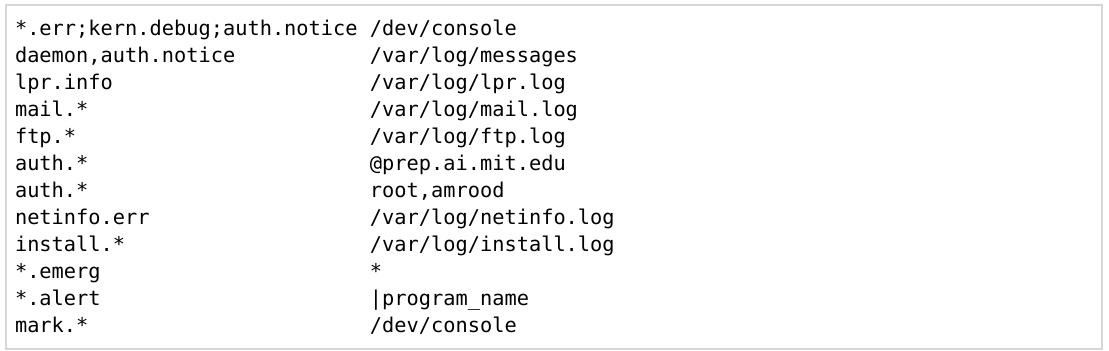 *.err;kern.debug;auth.notice /dev/console
daemon,auth.notice           /var/log/messages
lpr.info                     /var/log/lpr.log
mail.*                       /var/log/mail.log
ftp.*                        /var/log/ftp.log
auth.*                       @prep.ai.mit.edu
auth.*                       root,amrood
netinfo.err                  /var/log/netinfo.log
install.*                    /var/log/install.log
*.emerg                      *
*.alert                      |program_name
mark.*                       /dev/console